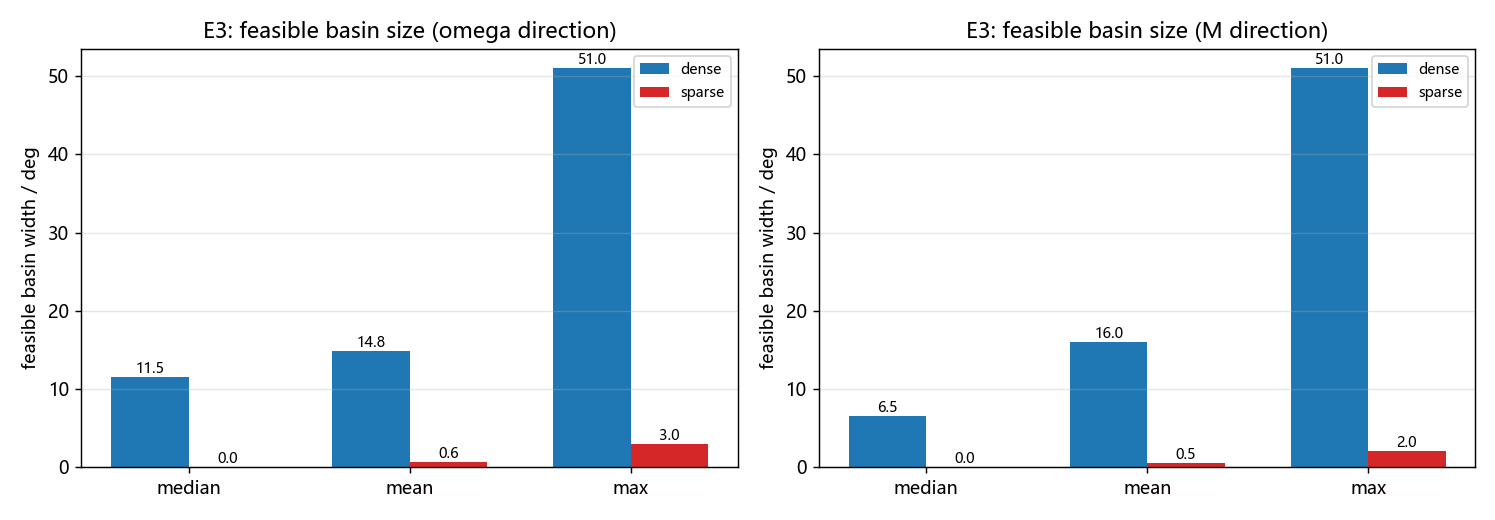 E3: feasible basin size (omega direction)
feasible basin width / deg
50
40
30
20
10
0
51.0
14.8
11.5
3.0
0.6
0.0
dense
sparse
median
mean
max
E3: feasible basin size (M direction)
feasible basin width / deg
50
40
30
20
10
0
51.0
16.0
6.5
2.0
0.5
0.0
dense
sparse
median
mean
max